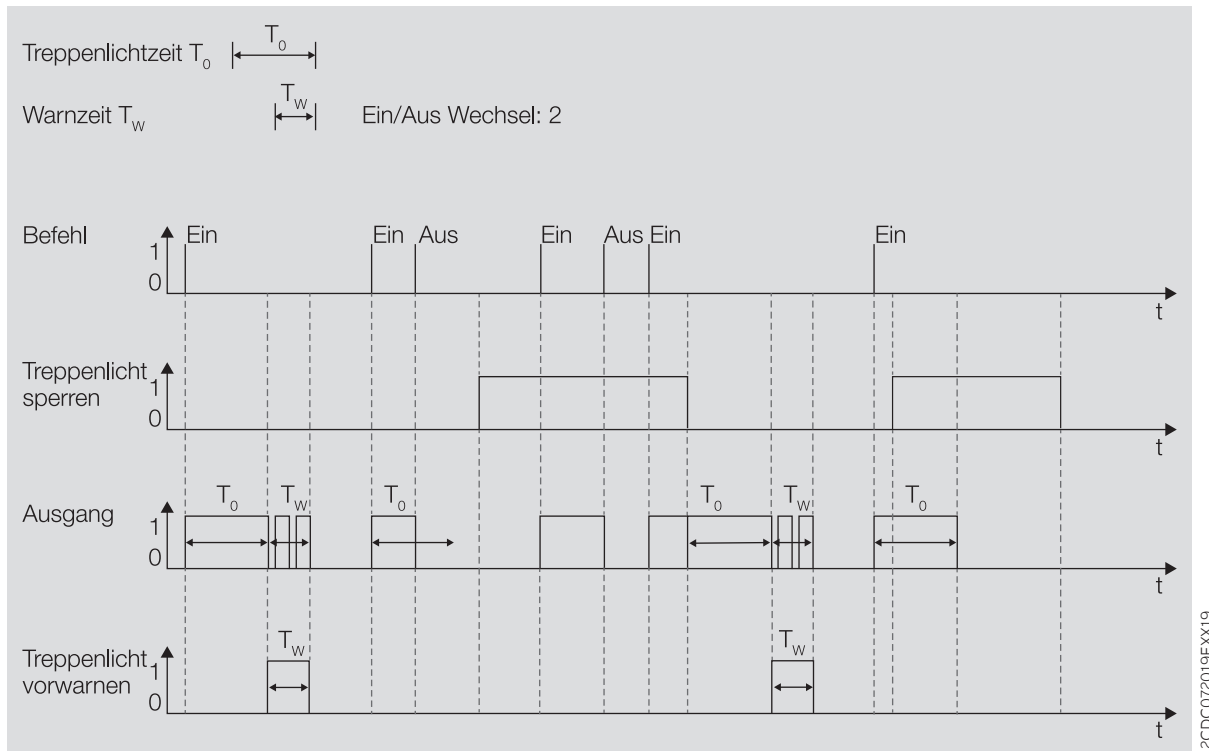 Treppenlichtzeit T0 T0
Warnzeit TW TW Ein/Aus Wechsel: 2
Befehl 1 0 Ein Ein Aus Ein Aus Ein Ein
t
Treppenlicht sperren 1 0
t
Ausgang 1 0 T0 TW T0 T0 TW T0
t
Treppenlicht vorwarnen 1 0 TW TW
t
2CDC072019FXX19